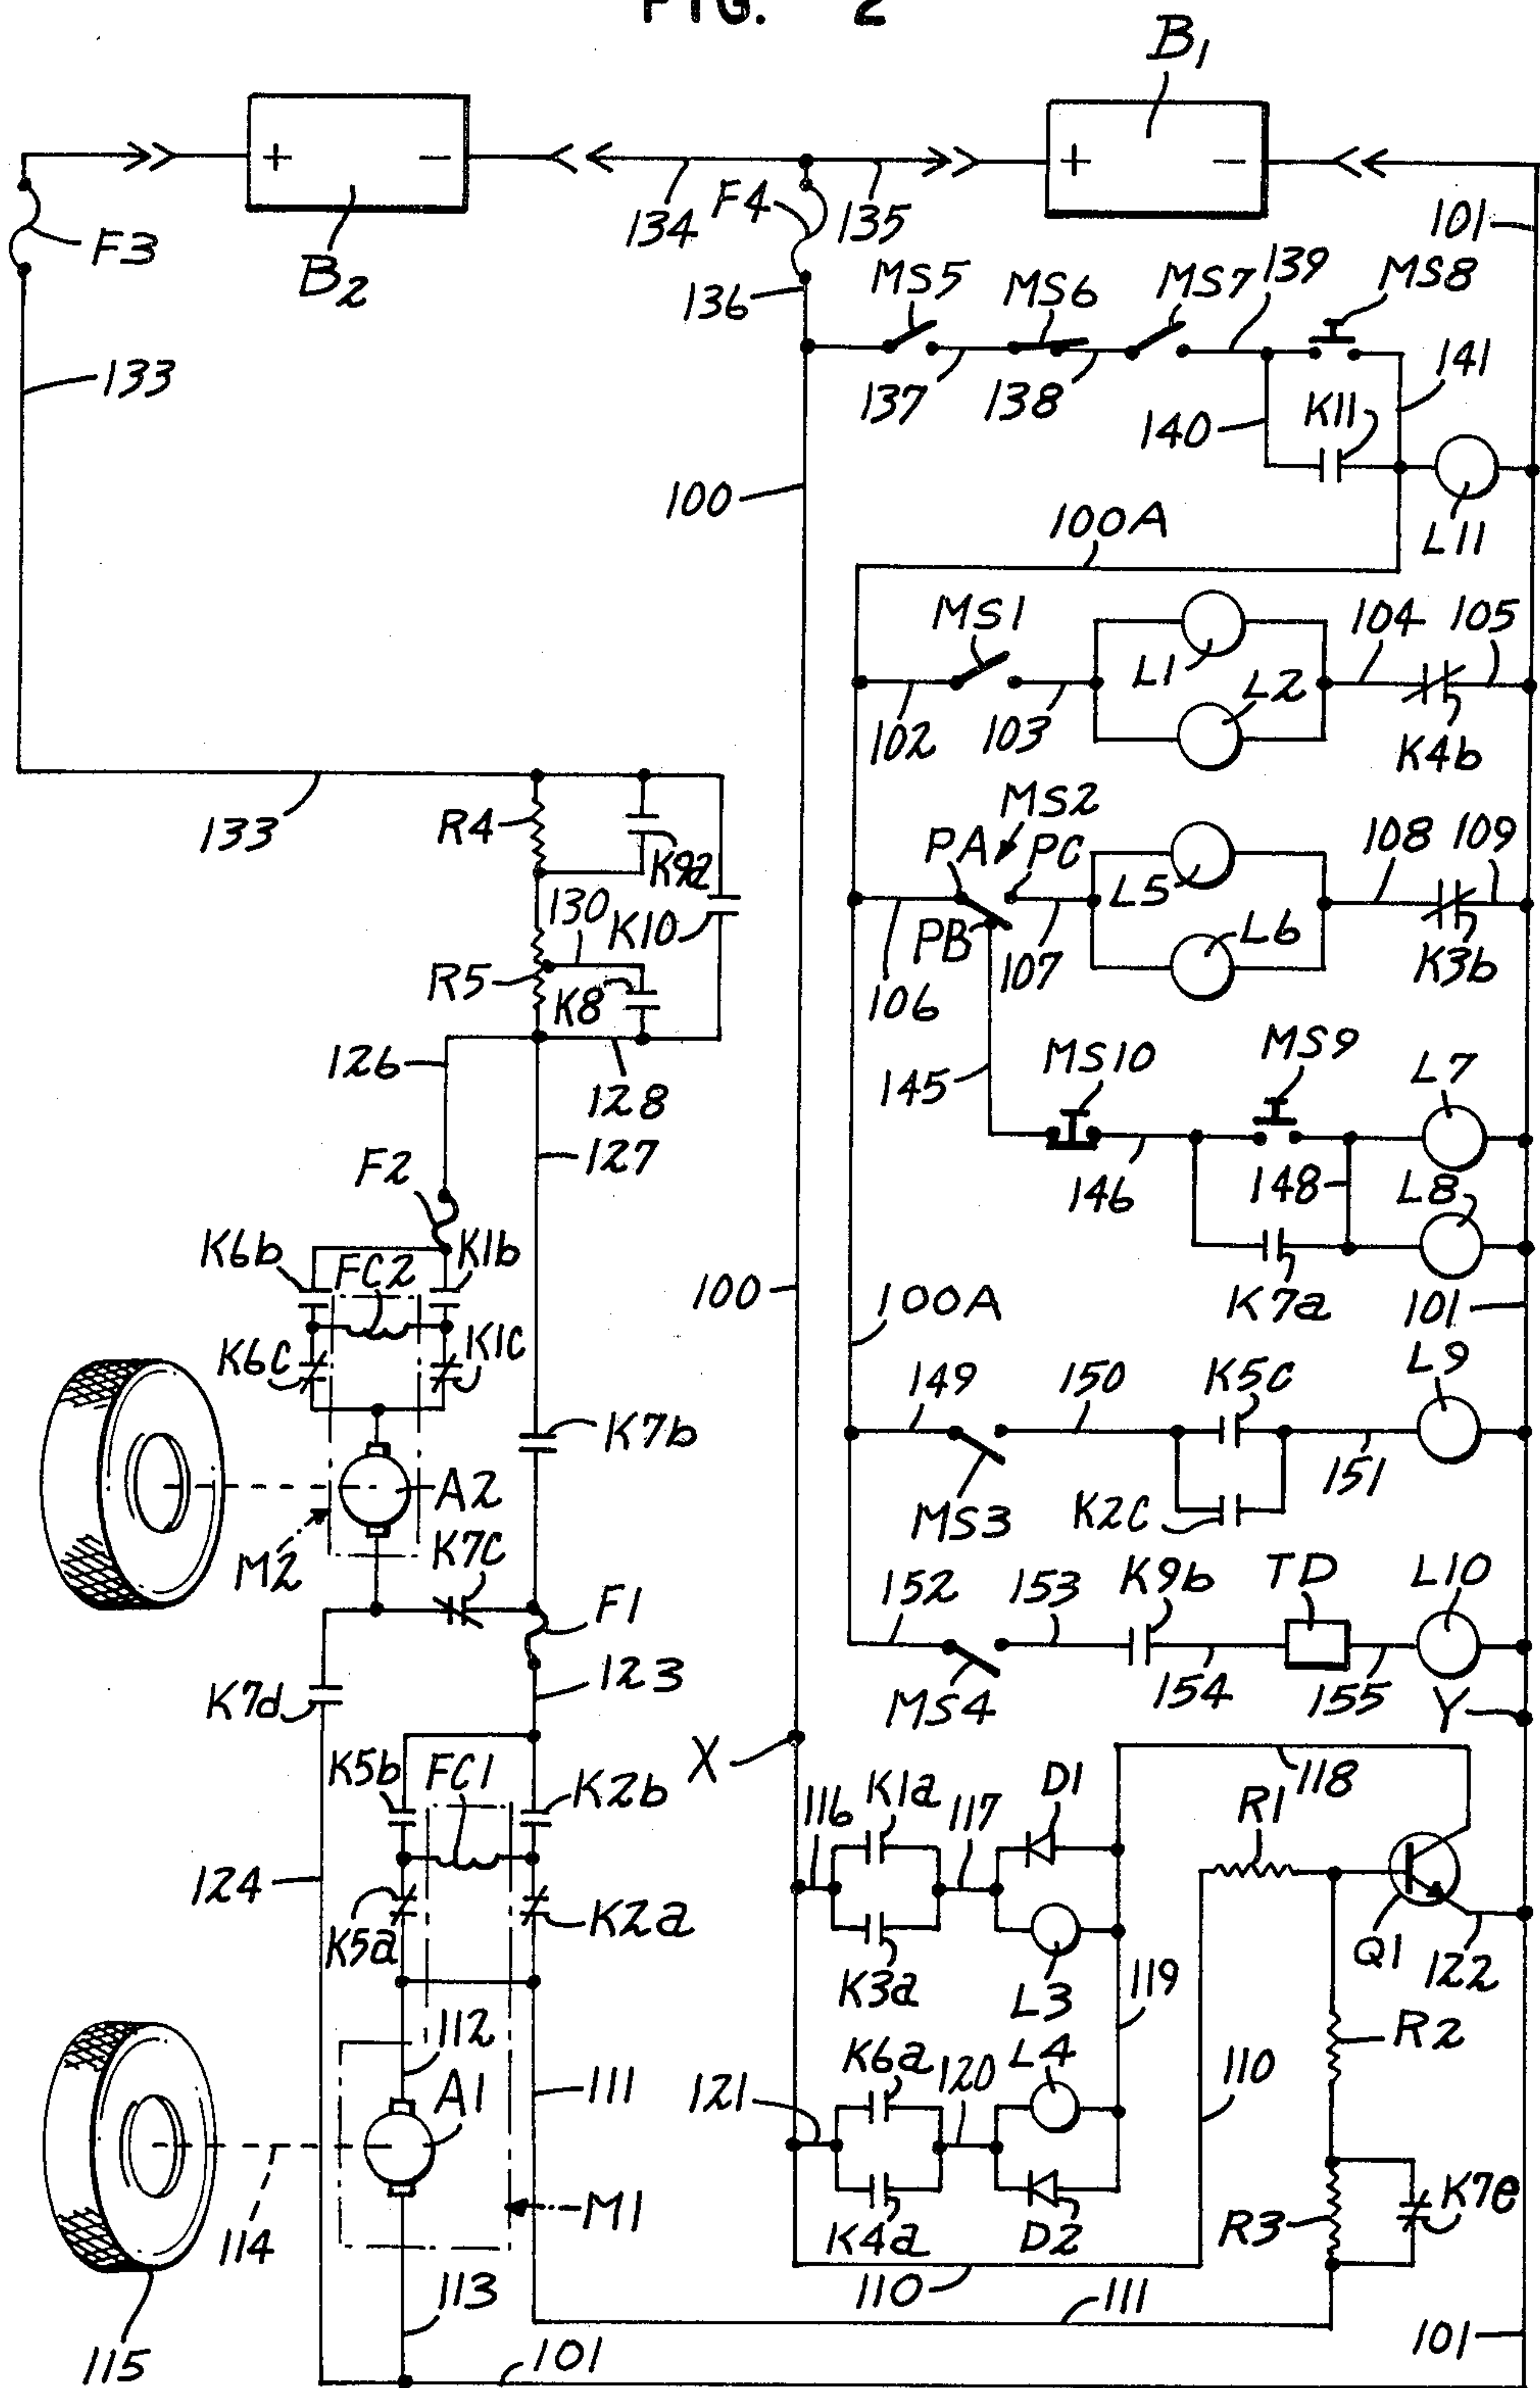 FIG. 2
B1
+ −
+ −
134
F4
135
101
F3
B2
136
MS5
MS6
MS7
139
MS8
133
137
138
140
K11
141
100
100A
L11
MS1
L1
L2
104
105
102
103
K4b
133
R4
K9a
MS2
PA
PC
L5
108
109
130
K10
PB
L6
R5
K8
106
107
K3b
126
128
145
MS10
MS9
L7
127
F2
146
148
L8
K6b
FC2
K1b
100
100A
K7a
101
K6C
K1C
149
150
K5C
L9
K7b
A2
MS3
K2C
151
M2
K7C
152
153
K9b
TD
L10
F1
123
K7d
MS4
154
155
Y
X
K5b
FC1
K2b
116
K1a
117
D1
118
R1
124
K5a
K2a
K3a
L3
119
Q1
122
112
K6a
L4
R2
A1
111
121
120
110
114
M1
K4a
D2
R3
K7e
113
110
111
115
101
101